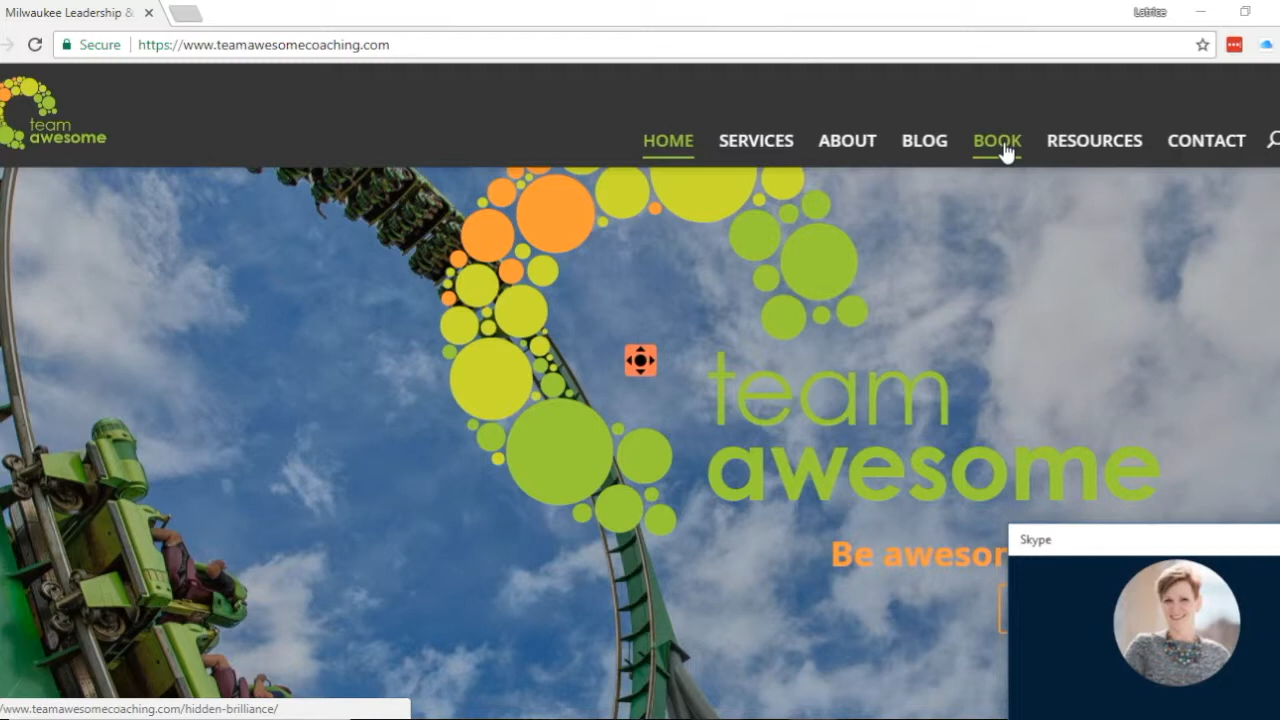 Milwaukee Leadership &
Latrice
Secure
https://www.teamawesomecoaching.com
team
awesome
HOME SERVICES ABOUT BLOG BOOK RESOURCES CONTACT
team
awesome
Be
Skype
/www.teamawesomecoaching.com/hidden-brilliance/